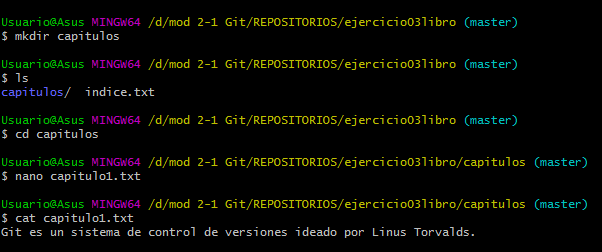 Usuario@Asus MINGW64 /d/mod 2-1 Git/REPOSITORIOS/ejercicio03libro (master)
$ mkdir capitulos
Usuario@Asus MINGW64 /d/mod 2-1 Git/REPOSITORIOS/ejercicio03libro (master)
$ ls
capitulos/  indice.txt
Usuario@Asus MINGW64 /d/mod 2-1 Git/REPOSITORIOS/ejercicio03libro (master)
$ cd capitulos
Usuario@Asus MINGW64 /d/mod 2-1 Git/REPOSITORIOS/ejercicio03libro/capitulos (master)
$ nano capitulo1.txt
Usuario@Asus MINGW64 /d/mod 2-1 Git/REPOSITORIOS/ejercicio03libro/capitulos (master)
$ cat capitulo1.txt
Git es un sistema de control de versiones ideado por Linus Torvalds.